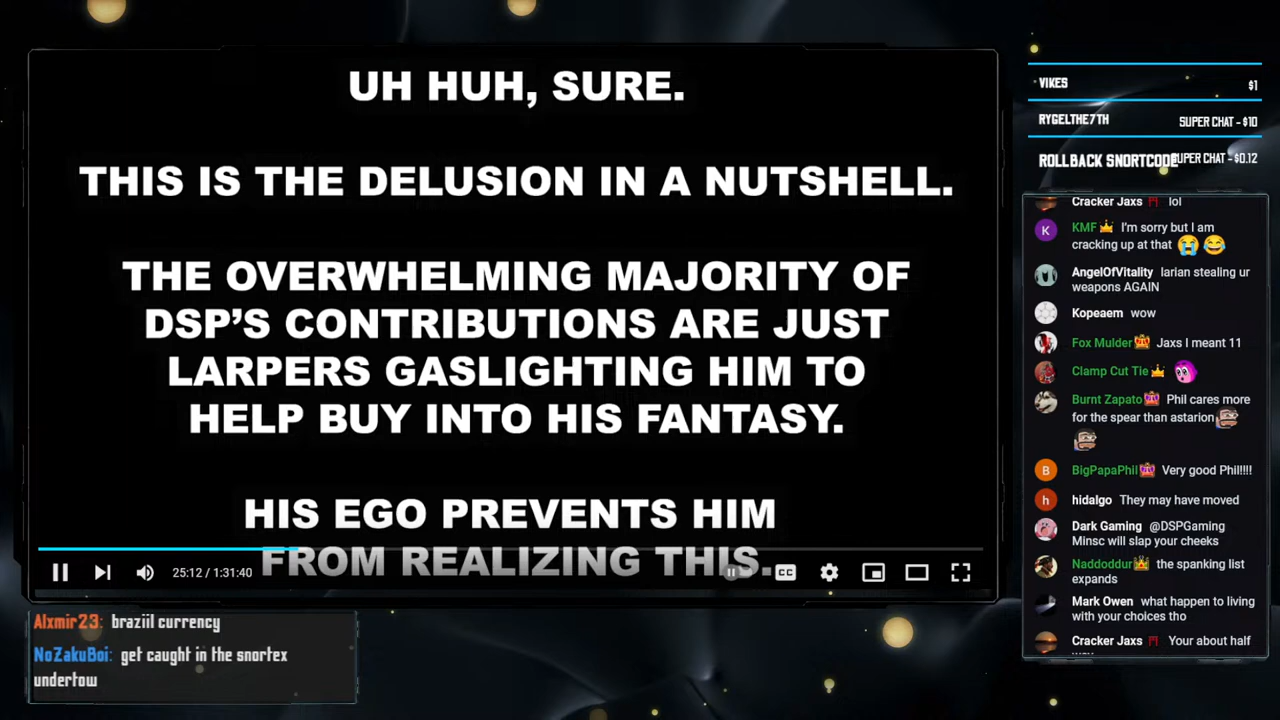 UH HUH, SURE.
THIS IS THE DELUSION IN A NUTSHELL.
THE OVERWHELMING MAJORITY OF
DSP'S CONTRIBUTIONS ARE JUST
LARPERS GASLIGHTING HIM TO
HELP BUY INTO HIS FANTASY.
HIS EGO PREVENTS HIM
FROM REALIZING THIS.
25:12 / 1:31:40
CC
Alxmir23: braziil currency
NoZakuBoi: get caught in the snortex
undertow
VIKES $1
RYGELTHE7TH SUPER CHAT - $10
ROLLBACK SNORTCODE SUPER CHAT - $0.12
Cracker Jaxs lol
K
KMF I'm sorry but I am
cracking up at that
AngelOfVitality larian stealing ur
weapons AGAIN
Kopeaem wow
Fox Mulder Jaxs I meant 11
Clamp Cut Tie
Burnt Zapato Phil cares more
for the spear than astarion
B
BigPapaPhil Very good Phil!!!!
h
hidalgo They may have moved
Dark Gaming @DSPGaming
Minsc will slap your cheeks
Naddoddur the spanking list
expands
Mark Owen what happen to living
with your choices tho
Cracker Jaxs Your about half